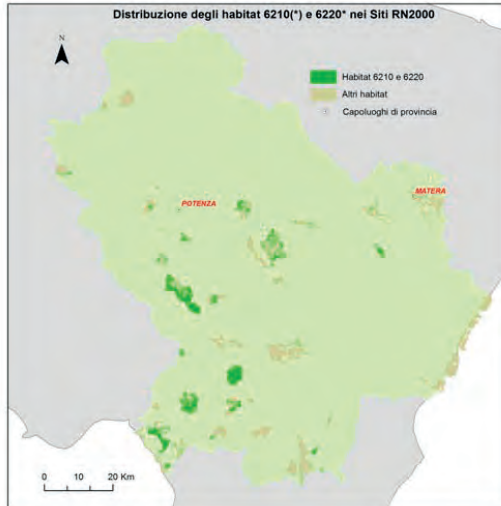 Distribuzione degli habitat 6210(*) e 6220* nei Siti RN2000
N
Habitat 6210 e 6220
Altri habitat
Capoluoghi di provincia
MATERA
POTENZA
0 10 20 Km